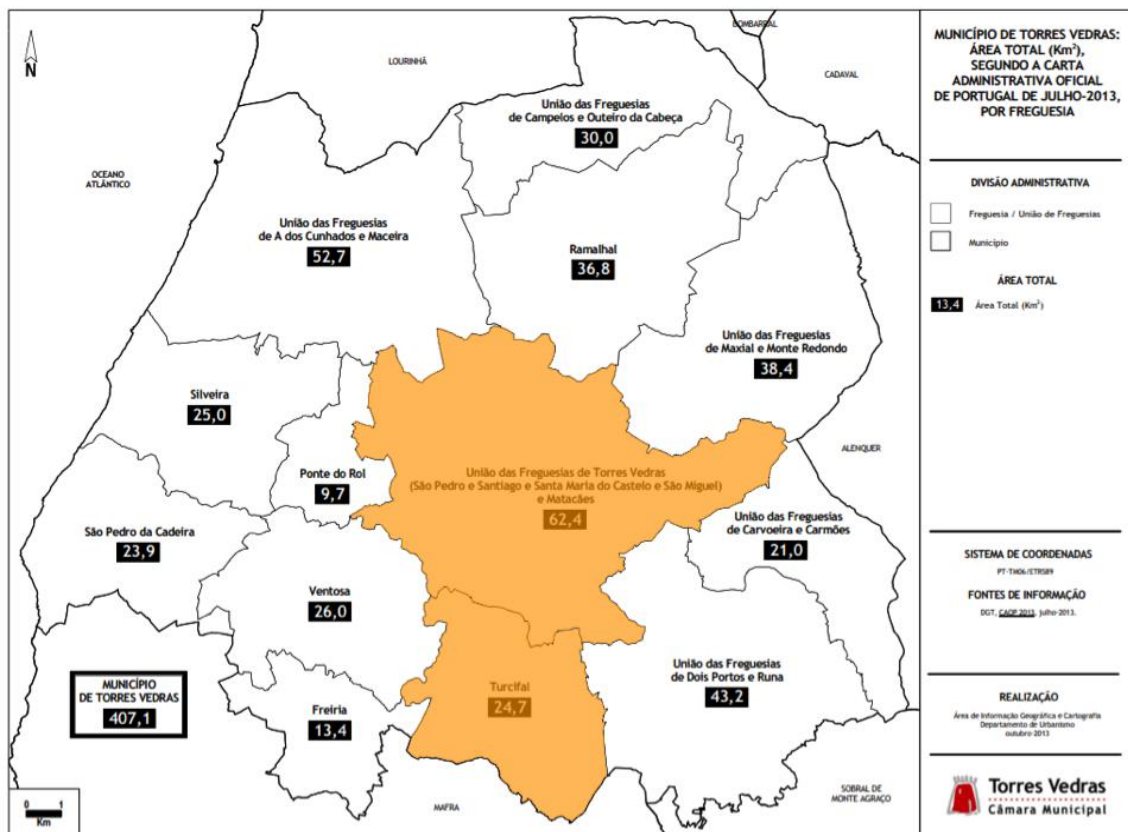 N
LOURINHÃ
BOMBARRAL
CADAVAL
OCEANO
ATLÂNTICO
União das Freguesias
de Campelos e Outeiro da Cabeça
30,0
União das Freguesias
de A dos Cunhados e Maceira
52,7
Ramalhal
36,8
União das Freguesias
de Maxial e Monte Redondo
38,4
Silveira
25,0
Ponte do Rol
9,7
União das Freguesias de Torres Vedras
(São Pedro e Santiago e Santa Maria do Castelo e São Miguel)
e Matacães
62,4
ALENQUER
São Pedro da Cadeira
23,9
União das Freguesias
de Carvoeira e Carmões
21,0
Ventosa
26,0
União das Freguesias
de Dois Portos e Runa
43,2
Turcifal
24,7
MUNICÍPIO
DE TORRES VEDRAS
407,1
Freiria
13,4
MAFRA
SOBRAL DE
MONTE AGRAÇO
0 1
Km
MUNICÍPIO DE TORRES VEDRAS:
ÁREA TOTAL (Km²),
SEGUNDO A CARTA
ADMINISTRATIVA OFICIAL
DE PORTUGAL DE JULHO-2013,
POR FREGUESIA
DIVISÃO ADMINISTRATIVA
Freguesia / União de Freguesias
Município
ÁREA TOTAL
13,4 Área Total (Km²)
SISTEMA DE COORDENADAS
PT-TM06/ETRS89
FONTES DE INFORMAÇÃO
DGT, CAOP 2013, julho-2013.
REALIZAÇÃO
Área de Informação Geográfica e Cartografia
Departamento de Urbanismo
outubro-2013
Torres Vedras
Câmara Municipal